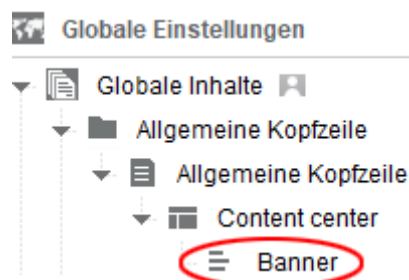 Globale Einstellungen
Globale Inhalte
Allgemeine Kopfzeile
Allgemeine Kopfzeile
Content center
Banner